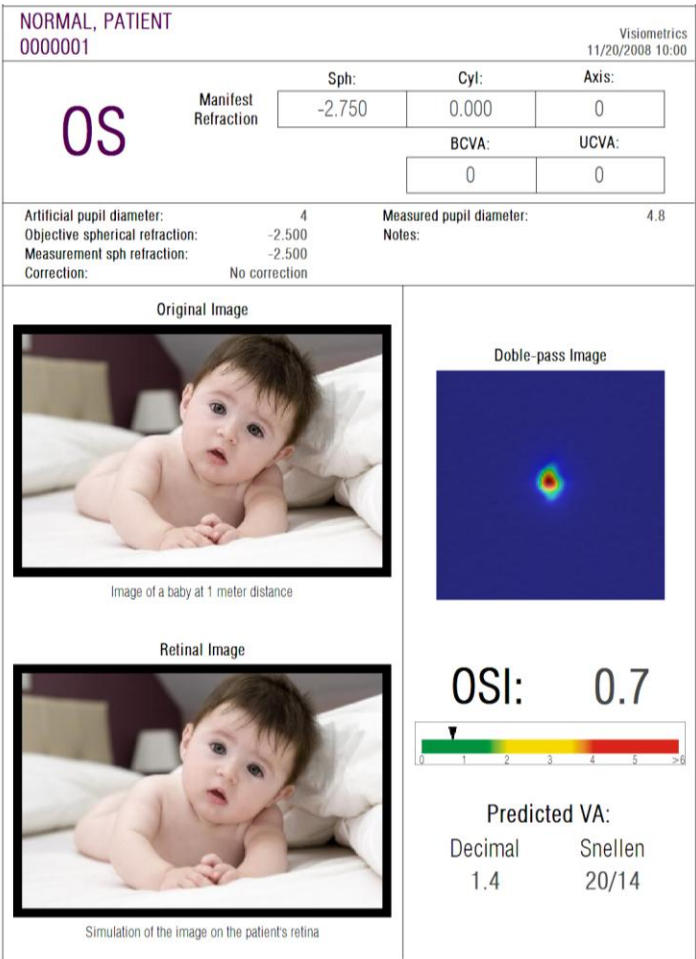 NORMAL, PATIENT
0000001
Visiometrics
11/20/2008 10:00
OS
Manifest
Refraction
Sph: Cyl: Axis:
-2.750 0.000 0
BCVA: UCVA:
0 0
Artificial pupil diameter: 4
Objective spherical refraction: -2.500
Measurement sph refraction: -2.500
Correction: No correction
Measured pupil diameter: 4.8
Notes:
Original Image
Image of a baby at 1 meter distance
Retinal Image
Simulation of the image on the patient's retina
Doble-pass Image
OSI: 0.7
0 1 2 3 4 5 >6
Predicted VA:
Decimal Snellen
1.4 20/14